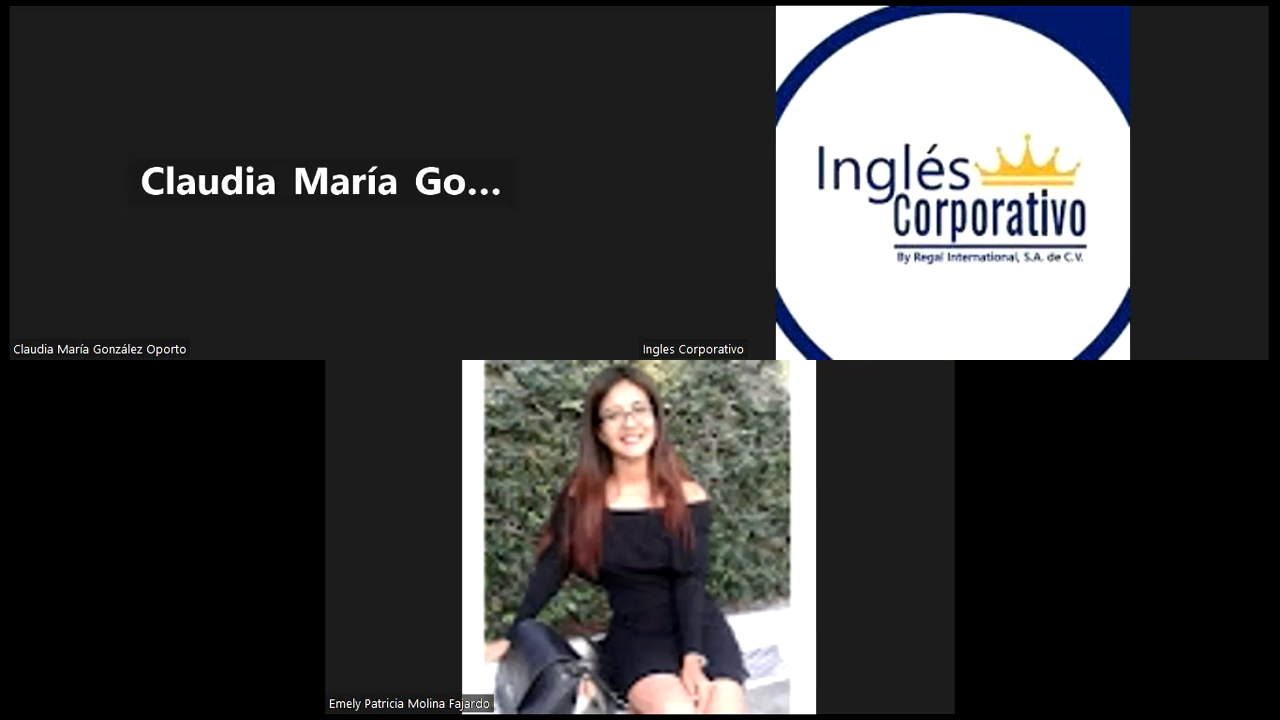 Claudia María Go...
Claudia María González Oporto
Inglés
Corporativo
By Regal International, S.A. de C.V.
Ingles Corporativo
Emely Patricia Molina Fajardo